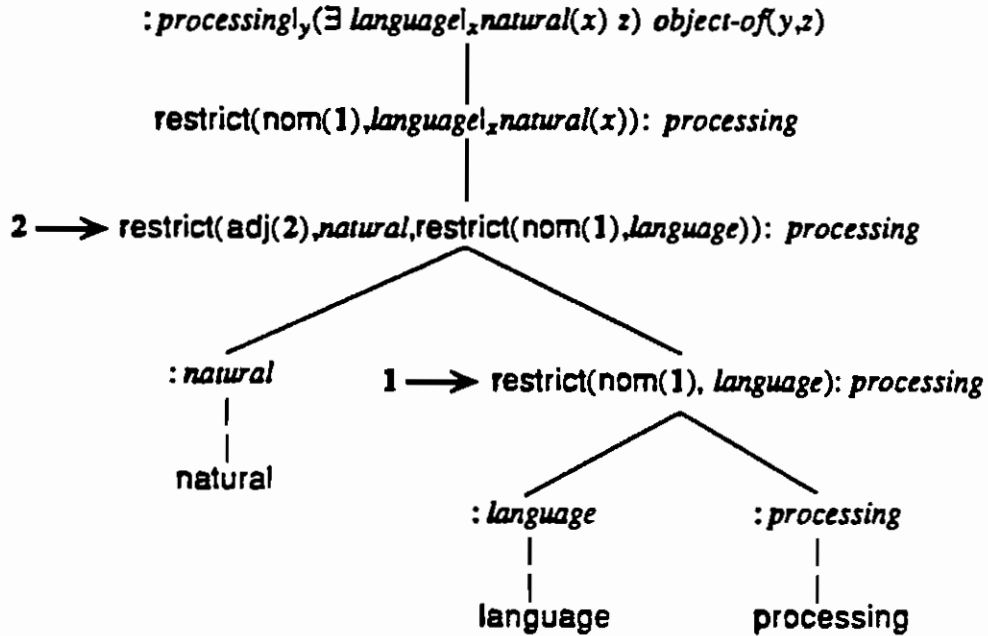 :processing|y(∃ language|xnatural(x) z) object-of(y,z)
restrict(nom(1),language|xnatural(x)): processing
2 restrict(adj(2),natural,restrict(nom(1),language)): processing
:natural
1 restrict(nom(1), language): processing
natural
:language :processing
language processing